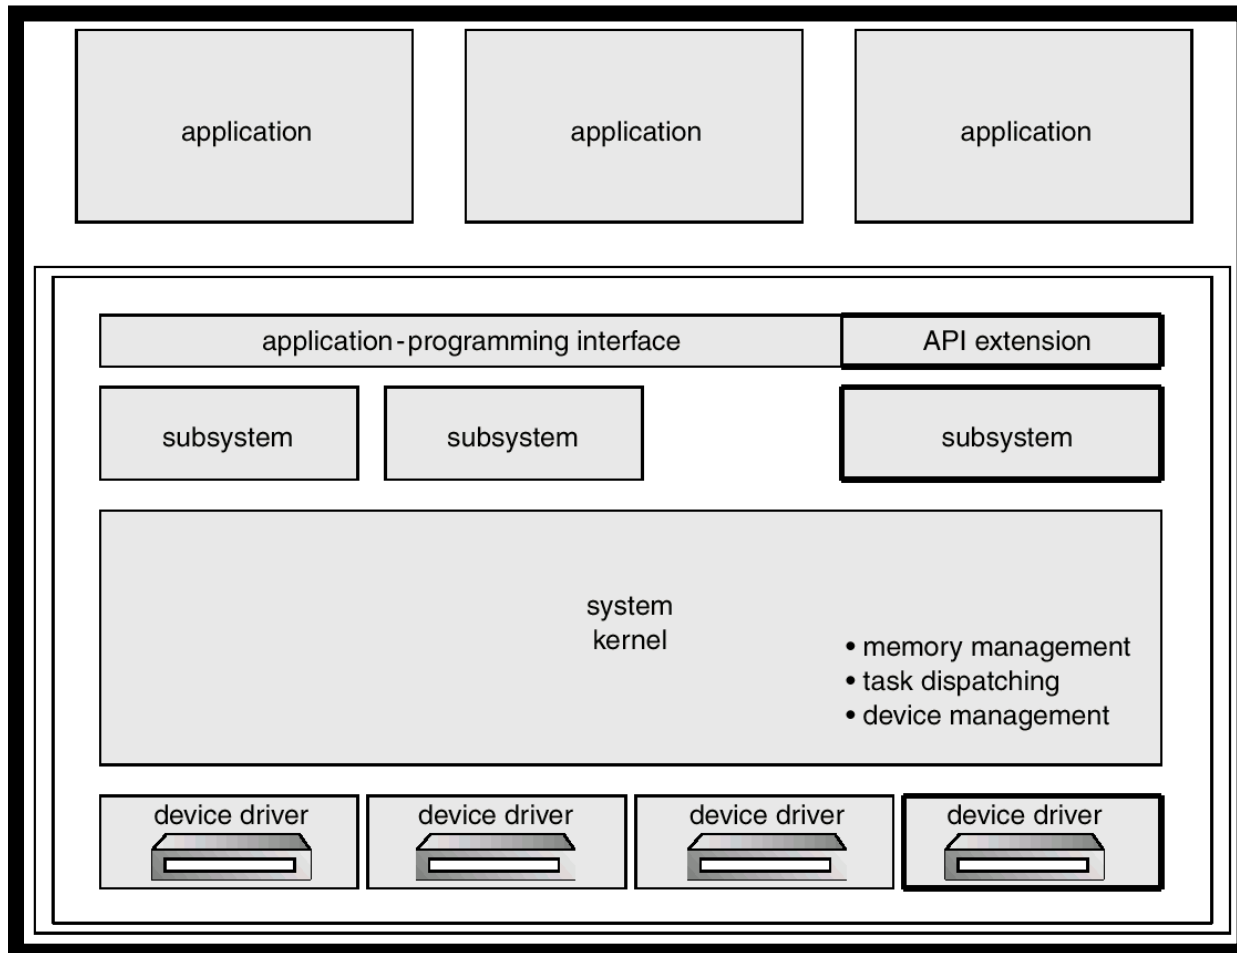 application
application
application
application-programming interface
API extension
subsystem
subsystem
subsystem
system
kernel
• memory management
• task dispatching
• device management
device driver
device driver
device driver
device driver